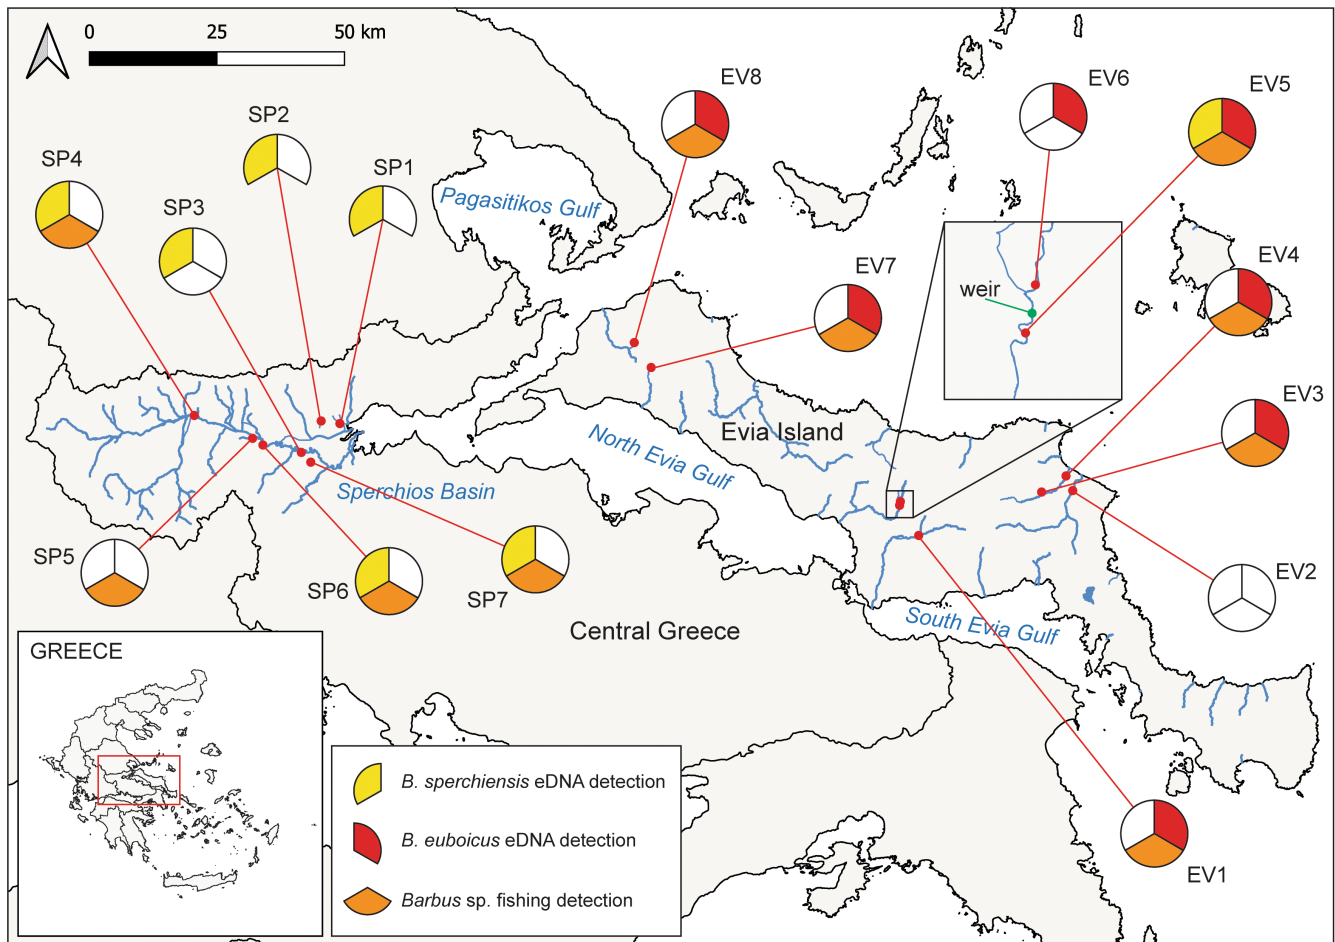 0 25 50 km
EV8
EV6
EV5
SP2
SP4
SP1
SP3
Pagasitikos Gulf
EV4
EV7
weir
EV3
Evia Island
North Evia Gulf
Sperchios Basin
SP5
EV2
SP6
SP7
South Evia Gulf
Central Greece
GREECE
B. sperchiensis eDNA detection
B. euboicus eDNA detection
Barbus sp. fishing detection
EV1